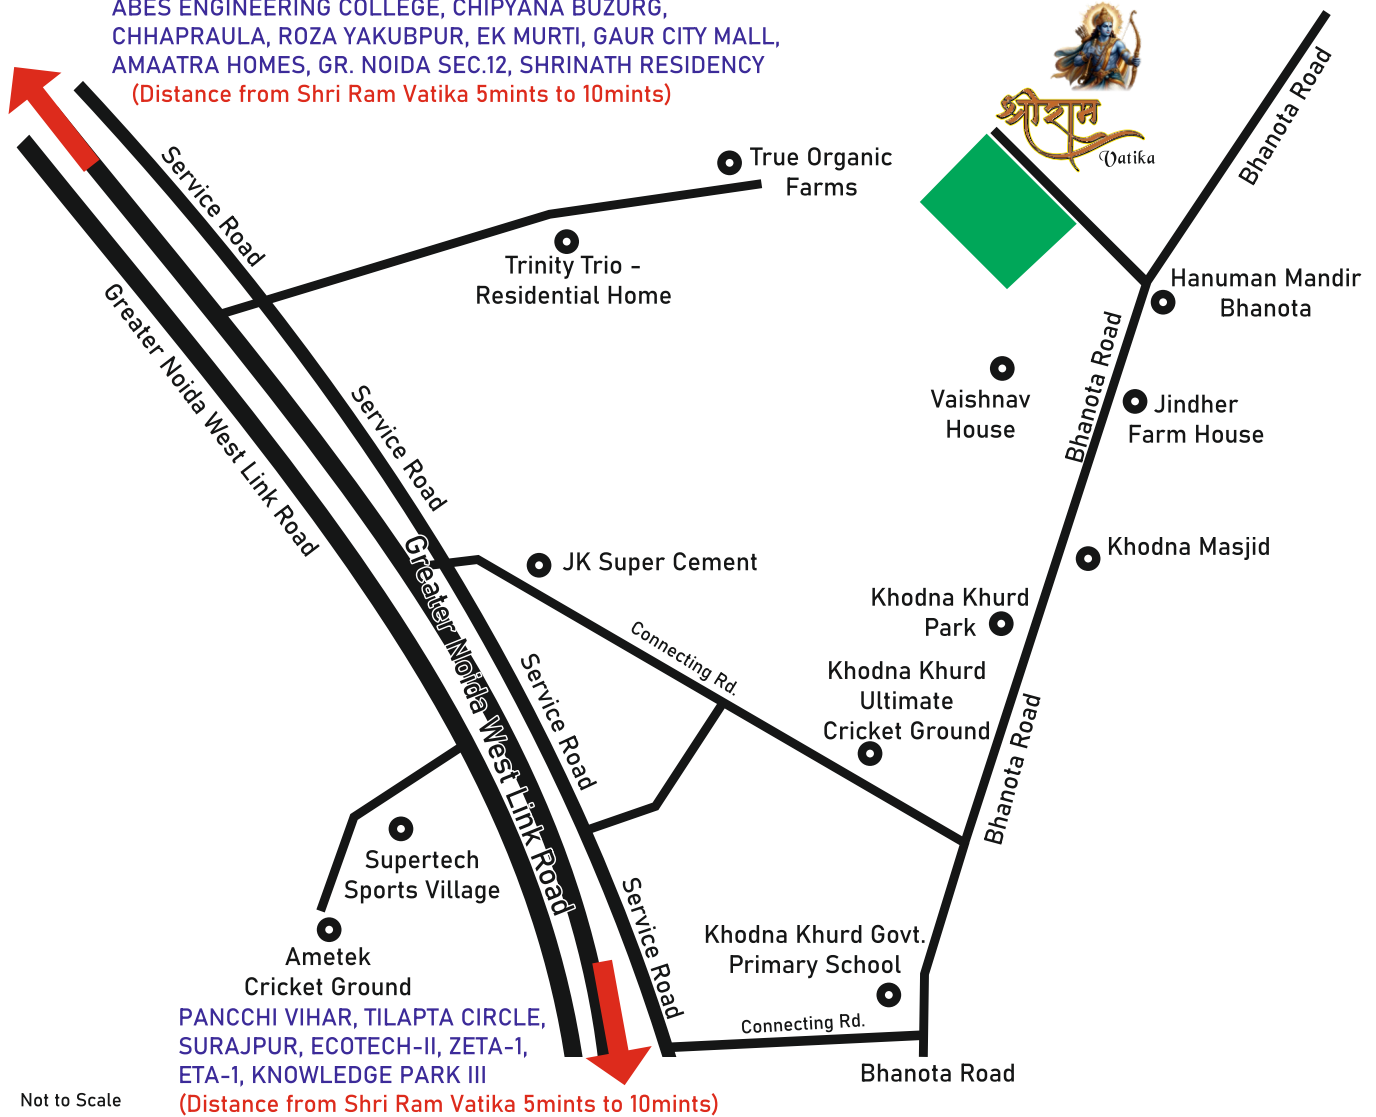 ABES ENGINEERING COLLEGE, CHIPYANA BUZURG,
CHHAPRAULA, ROZA YAKUBPUR, EK MURTI, GAUR CITY MALL,
AMAATRA HOMES, GR. NOIDA SEC.12, SHRINATH RESIDENCY
(Distance from Shri Ram Vatika 5mints to 10mints)
श्रीराम
Vatika
Bhanota Road
Service Road
True Organic
Farms
Trinity Trio -
Residential Home
Hanuman Mandir
Bhanota
Greater Noida West Link Road
Vaishnav
House
Bhanota Road
Jindher
Farm House
Service Road
JK Super Cement
Khodna Masjid
Greater Noida West Link Road
Khodna Khurd
Park
Connecting Rd.
Khodna Khurd
Ultimate
Cricket Ground
Service Road
Bhanota Road
Supertech
Sports Village
Service Road
Khodna Khurd Govt.
Primary School
Ametek
Cricket Ground
Connecting Rd.
Bhanota Road
PANCCHI VIHAR, TILAPTA CIRCLE,
SURAJPUR, ECOTECH-II, ZETA-1,
ETA-1, KNOWLEDGE PARK III
(Distance from Shri Ram Vatika 5mints to 10mints)
Not to Scale